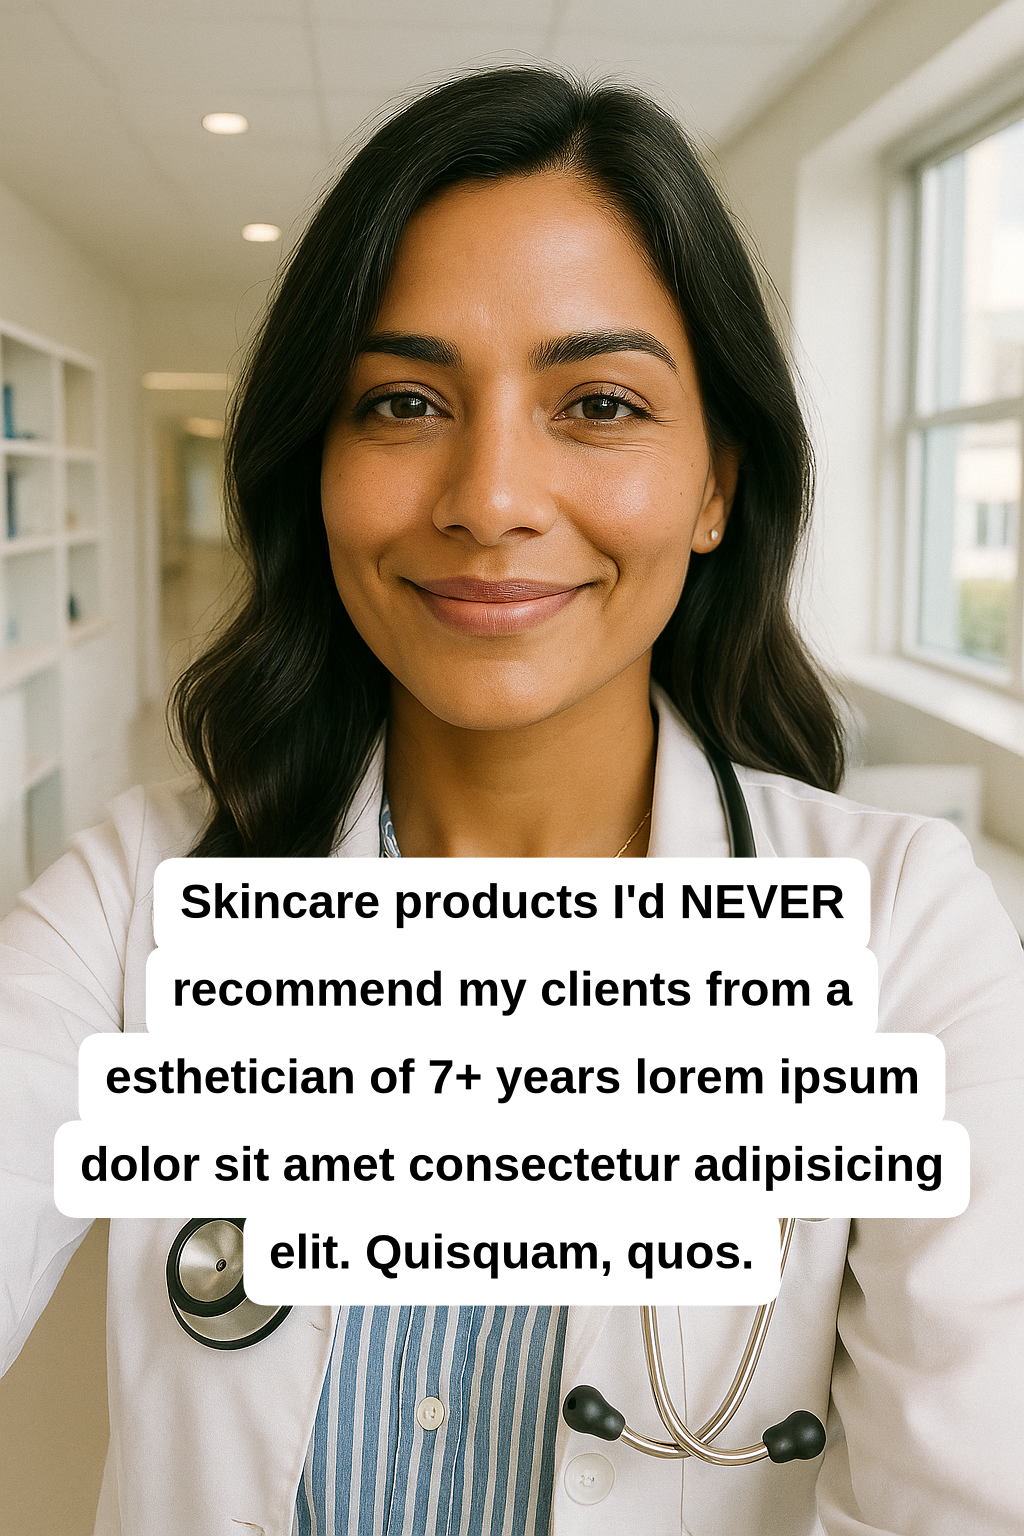 Skincare products I'd NEVER
recommend my clients from a
esthetician of 7+ years lorem ipsum
dolor sit amet consectetur adipisicing
elit. Quisquam, quos.